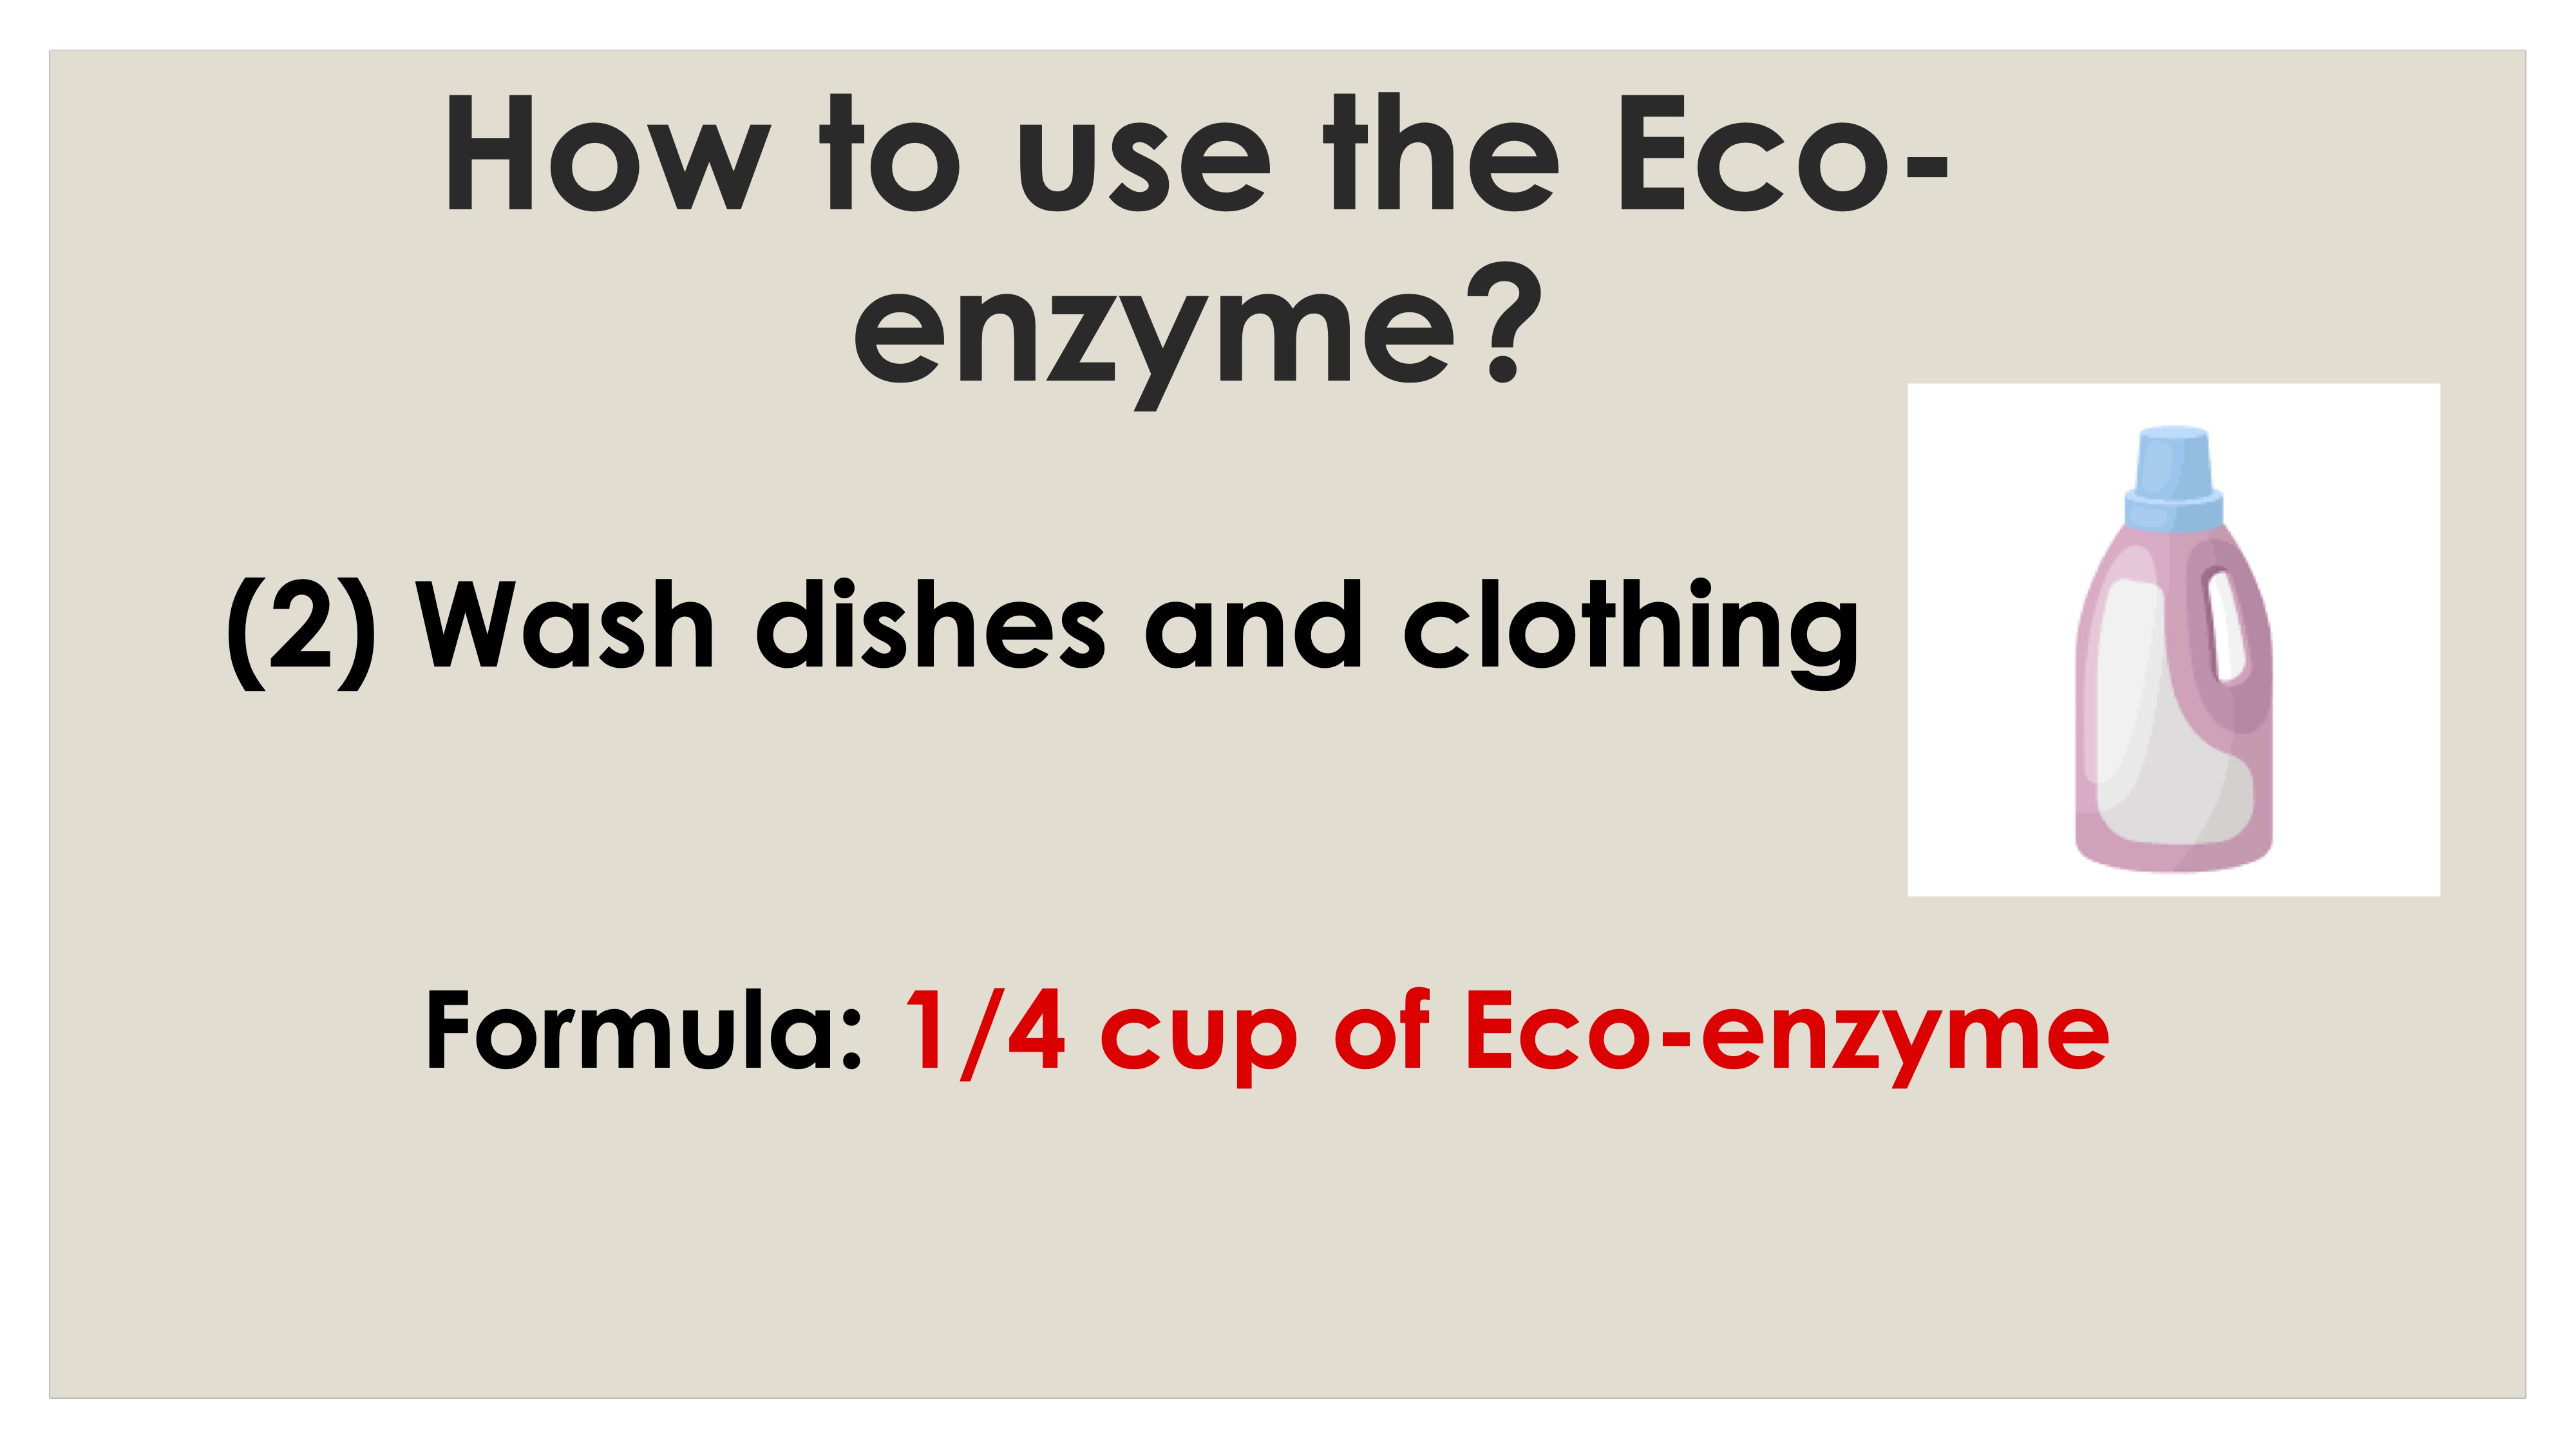 How to use the Eco-
enzyme?
(2) Wash dishes and clothing
Formula: 1/4 cup of Eco-enzyme